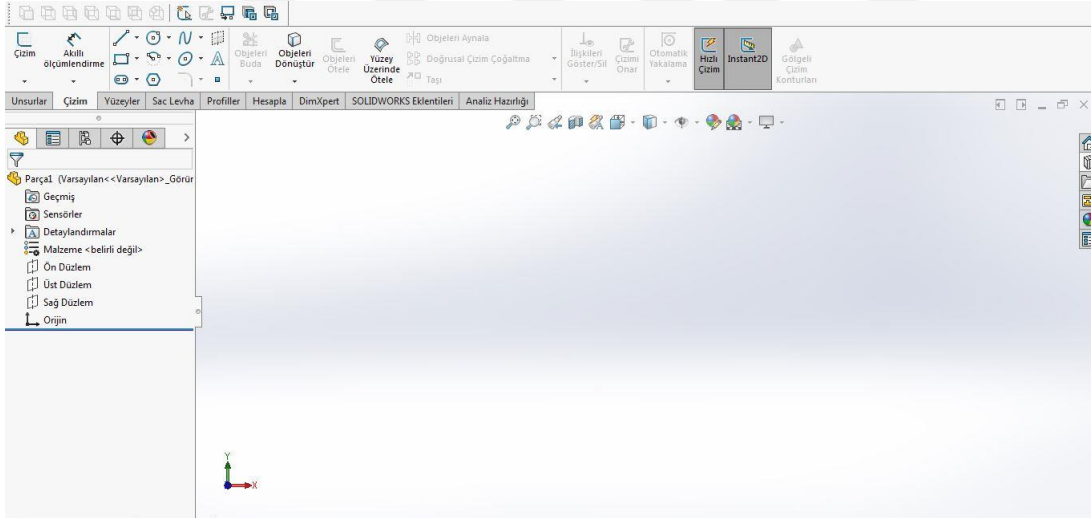 Çizim
Akıllı
ölçümlendirme
Objeleri
Buda
Objeleri
Dönüştür
Objeleri
Ötele
Yüzey
Üzerinde
Ötele
Objeleri Aynala
Doğrusal Çizim Çoğaltma
Taşı
İlişkileri
Göster/Sil
Çizimi
Onar
Otomatik
Yakalama
Hızlı
Çizim
Instant2D
Gölgeli
Çizim
Konturları
Unsurlar Çizim Yüzeyler Sac Levha Profiller Hesapla DimXpert SOLIDWORKS Eklentileri Analiz Hazırlığı
Parça1 (Varsayılan<<Varsayılan>_Görür
Geçmiş
Sensörler
Detaylandırmalar
Malzeme <belirli değil>
Ön Düzlem
Üst Düzlem
Sağ Düzlem
Orijin
Y
X